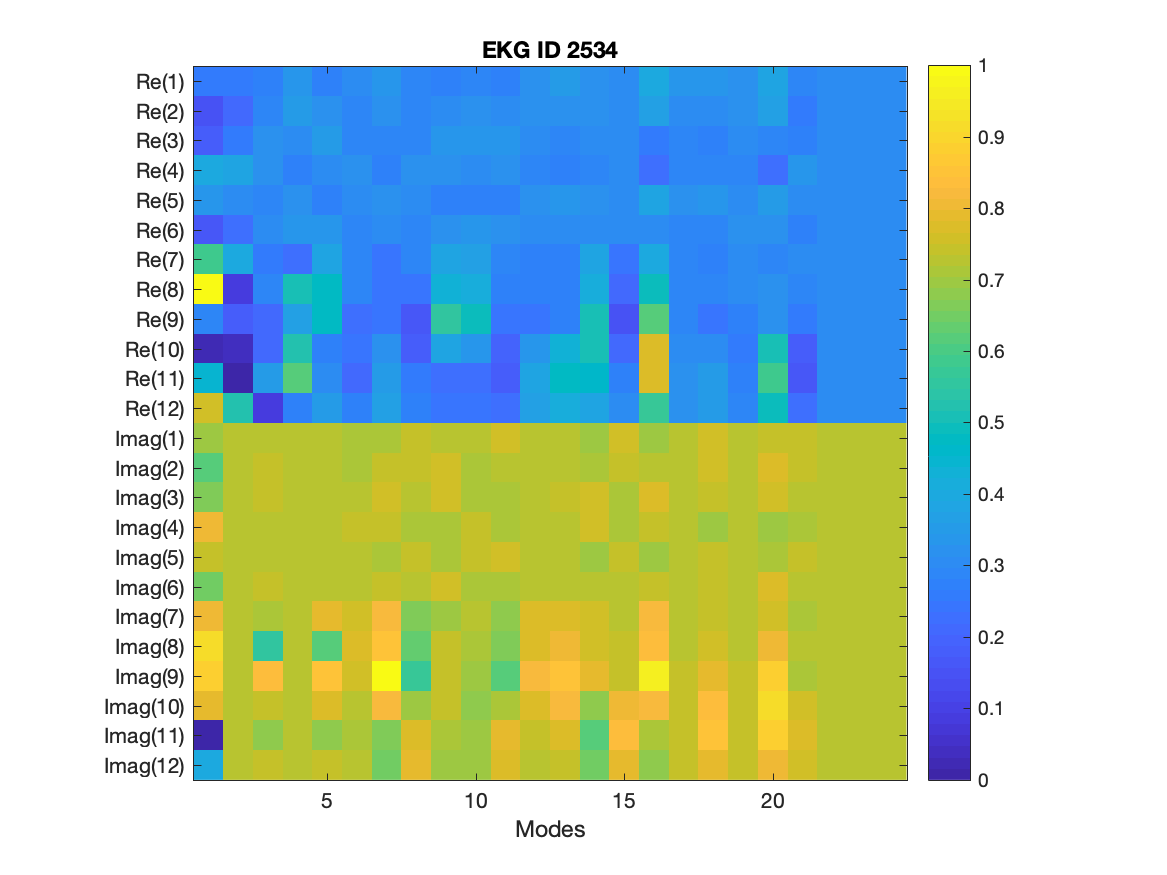 EKG ID 2534
Re(1)
Re(2)
Re(3)
Re(4)
Re(5)
Re(6)
Re(7)
Re(8)
Re(9)
Re(10)
Re(11)
Re(12)
Imag(1)
Imag(2)
Imag(3)
Imag(4)
Imag(5)
Imag(6)
Imag(7)
Imag(8)
Imag(9)
Imag(10)
Imag(11)
Imag(12)
5 10 15 20
Modes
1
0.9
0.8
0.7
0.6
0.5
0.4
0.3
0.2
0.1
0